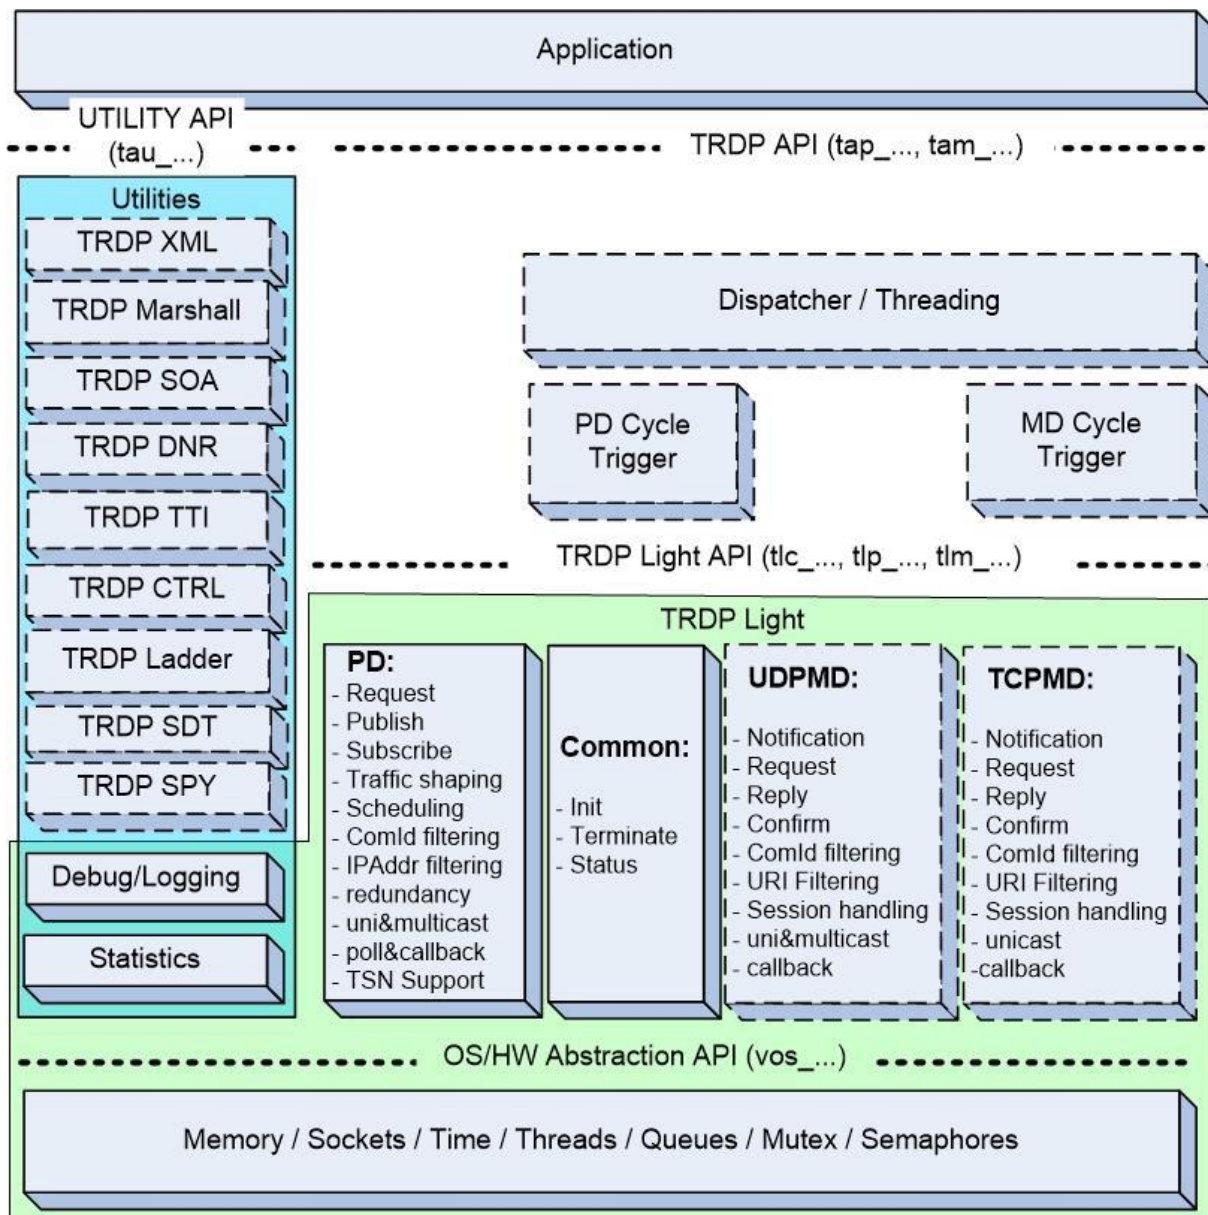 Application
UTILITY API
(tau_...)
TRDP API (tap_..., tam_...)
Utilities
TRDP XML
TRDP Marshall
TRDP SOA
TRDP DNR
TRDP TTI
TRDP CTRL
TRDP Ladder
TRDP SDT
TRDP SPY
Debug/Logging
Statistics
Dispatcher / Threading
PD Cycle
Trigger
MD Cycle
Trigger
TRDP Light API (tlc_..., tlp_..., tlm_...)
TRDP Light
PD:
- Request
- Publish
- Subscribe
- Traffic shaping
- Scheduling
- ComId filtering
- IPAddr filtering
- redundancy
- uni&multicast
- poll&callback
- TSN Support
Common:
- Init
- Terminate
- Status
UDPMD:
- Notification
- Request
- Reply
- Confirm
- ComId filtering
- URI Filtering
- Session handling
- uni&multicast
- callback
TCPMD:
- Notification
- Request
- Reply
- Confirm
- ComId filtering
- URI Filtering
- Session handling
- unicast
-callback
OS/HW Abstraction API (vos_...)
Memory / Sockets / Time / Threads / Queues / Mutex / Semaphores